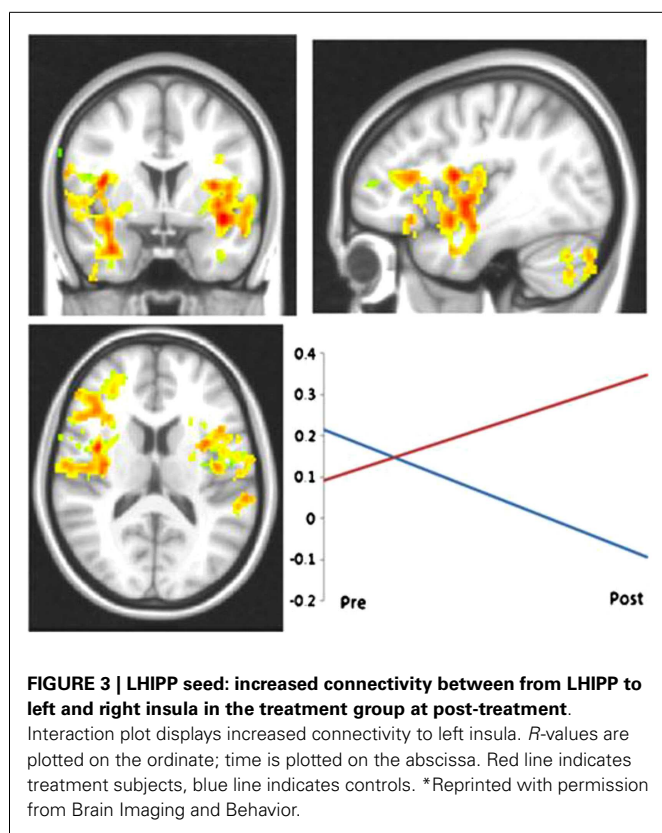 0.4
0.3
0.2
0.1
0
-0.1
-0.2
Pre
Post
FIGURE 3 | LHIPP seed: increased connectivity between from LHIPP to
left and right insula in the treatment group at post-treatment.
Interaction plot displays increased connectivity to left insula. R-values are
plotted on the ordinate; time is plotted on the abscissa. Red line indicates
treatment subjects, blue line indicates controls. *Reprinted with permission
from Brain Imaging and Behavior.